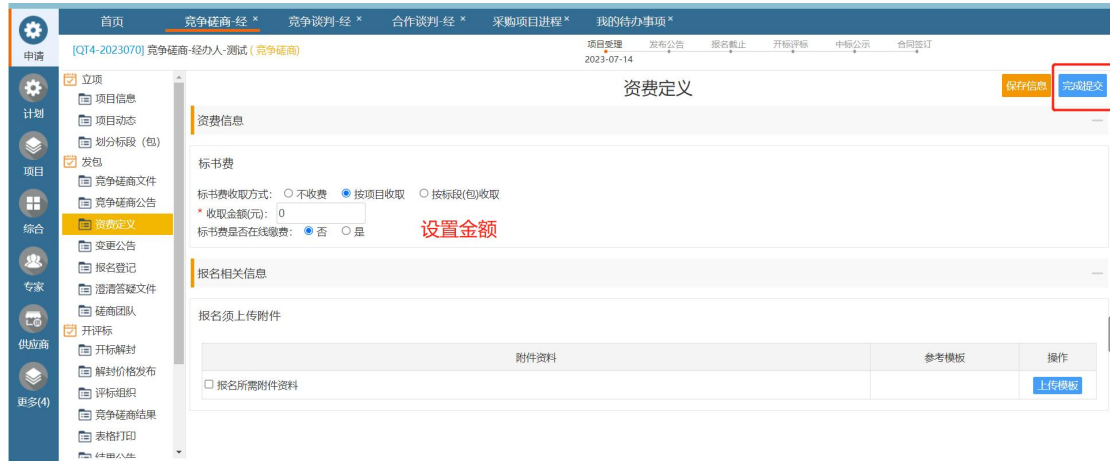 首页 竞争磋商-经 × 竞争谈判-经 × 合作谈判-经 × 采购项目进程 × 我的待办事项 ×
申请
计划
项目
综合
专家
供应商
更多(4)
[QT4-2023070] 竞争磋商-经办人-测试 ( 竞争磋商)
项目受理 发布公告 报名截止 开标评标 中标公示 合同签订
2023-07-14
立项
项目信息
项目动态
划分标段（包）
发包
竞争磋商文件
竞争磋商公告
资费定义
变更公告
报名登记
澄清答疑文件
磋商团队
开评标
开标解封
解封价格发布
评标组织
竞争磋商结果
表格打印
结果公告
资费定义
保存信息 完成提交
资费信息
标书费
标书费收取方式: 不收费 按项目收取 按标段(包)收取
* 收取金额(元): 0
标书费是否在线缴费: 否 是
设置金额
报名相关信息
报名须上传附件
附件资料 参考模板 操作
报名所需附件资料 上传模板